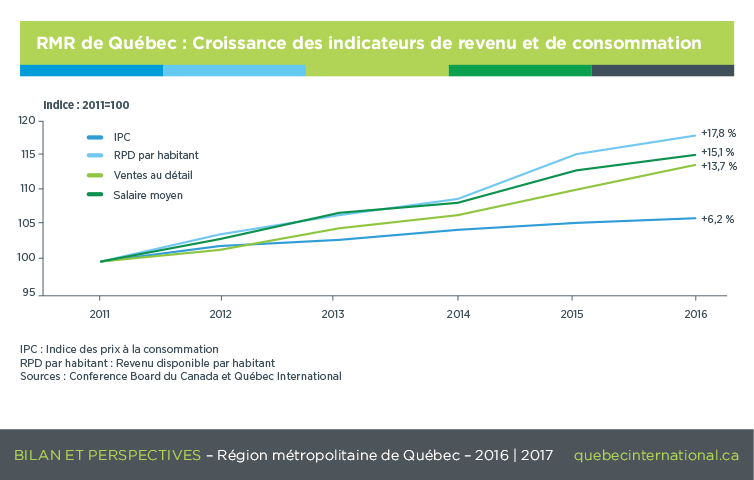 RMR de Québec : Croissance des indicateurs de revenu et de consommation
Indice : 2011=100
120
115
110
105
100
95
IPC
RPD par habitant
Ventes au détail
Salaire moyen
+17,8 %
+15,1 %
+13,7 %
+6,2 %
2011 2012 2013 2014 2015 2016
IPC : Indice des prix à la consommation
RPD par habitant : Revenu disponible par habitant
Sources : Conference Board du Canada et Québec International
BILAN ET PERSPECTIVES – Région métropolitaine de Québec – 2016 | 2017 quebecinternational.ca